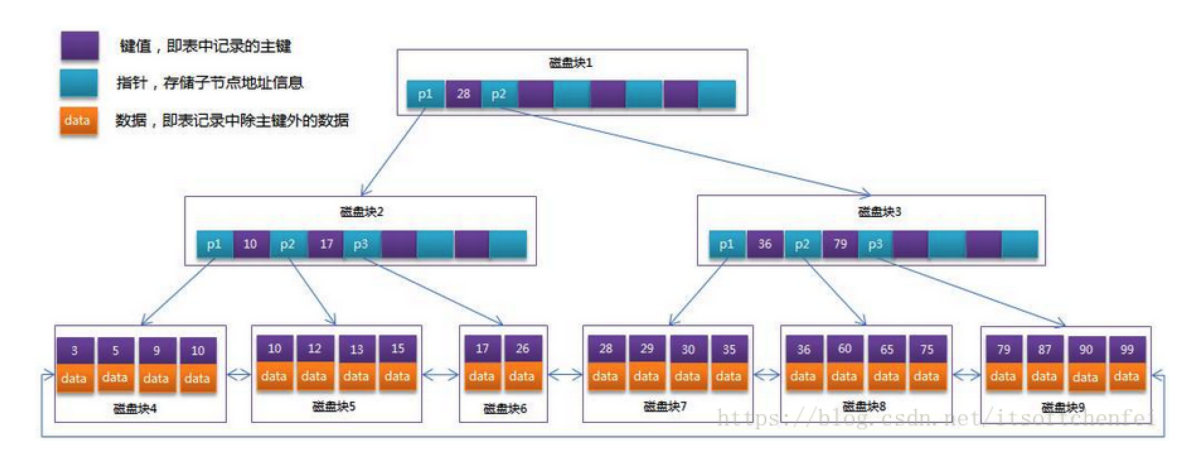 键值，即表中记录的主键
指针，存储子节点地址信息
data 数据，即表记录中除主键外的数据
磁盘块1
p1 28 p2
磁盘块2
p1 10 p2 17 p3
磁盘块3
p1 36 p2 79 p3
3 5 9 10
data data data data
磁盘块4
10 12 13 15
data data data data
磁盘块5
17 26
data data
磁盘块6
28 29 30 35
data data data data
磁盘块7
36 60 65 75
data data data data
磁盘块8
79 87 90 99
data data data data
磁盘块9
https://blog.csdn.net/itsoftchenfei